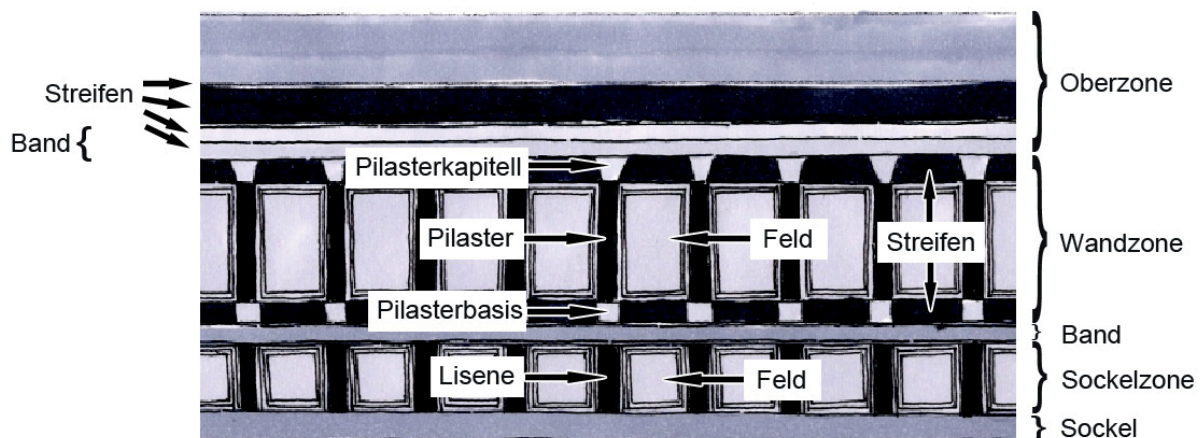 Streifen
Band {
Oberzone
Pilasterkapitell
Pilaster
Feld
Streifen
Wandzone
Pilasterbasis
Band
Lisene
Feld
Sockelzone
Sockel